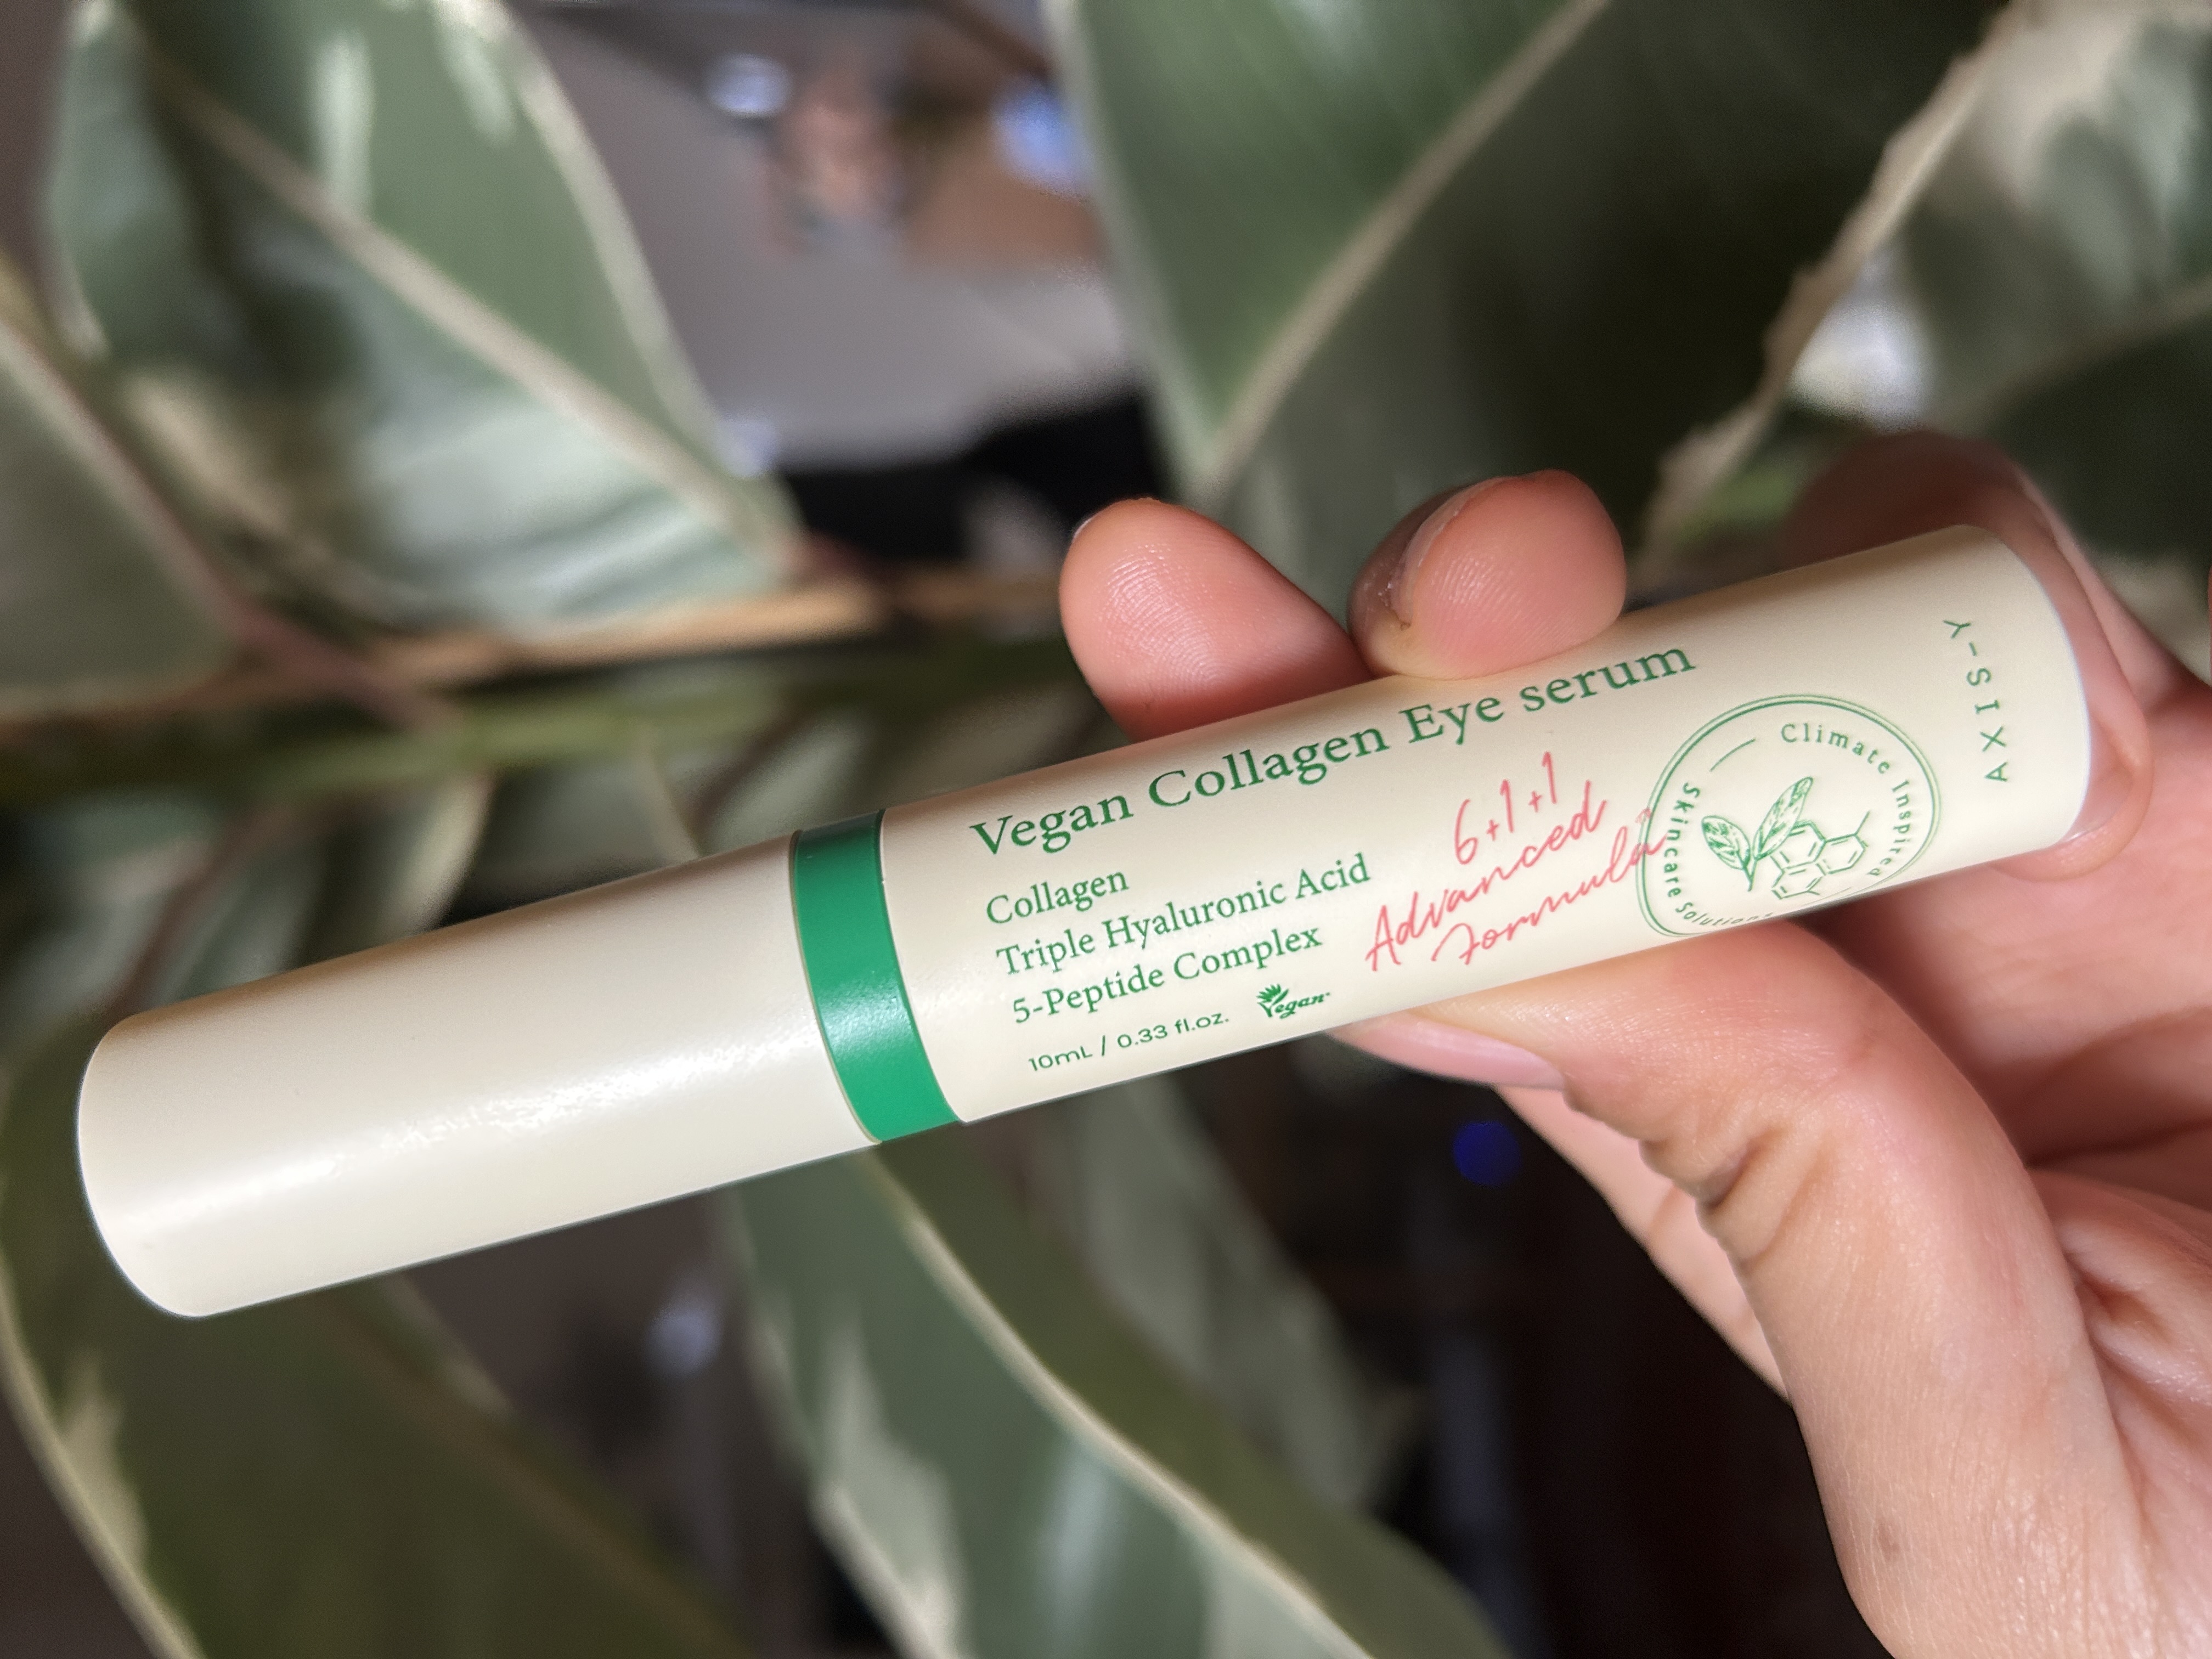 Vegan Collagen Eye serum
Collagen
Triple Hyaluronic Acid
5-Peptide Complex
10mL / 0.33 fl.oz.
Vegan
6+1+1
Advanced
Formula
Climate Inspired
Skincare Solutions
AXIS-Y